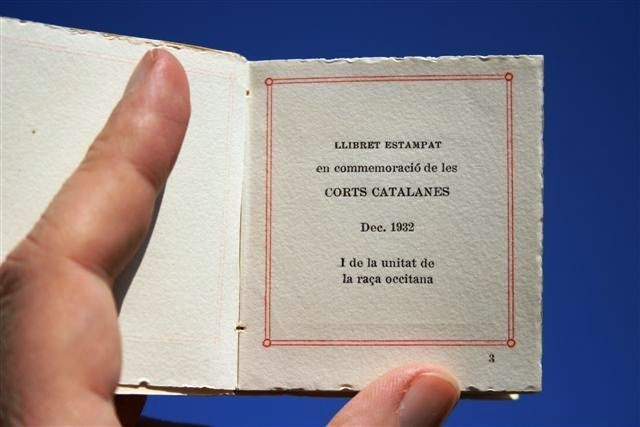 LLIBRET ESTAMPAT
en commemoració de les
CORTS CATALANES
Dec. 1932
I de la unitat de
la raça occitana
3